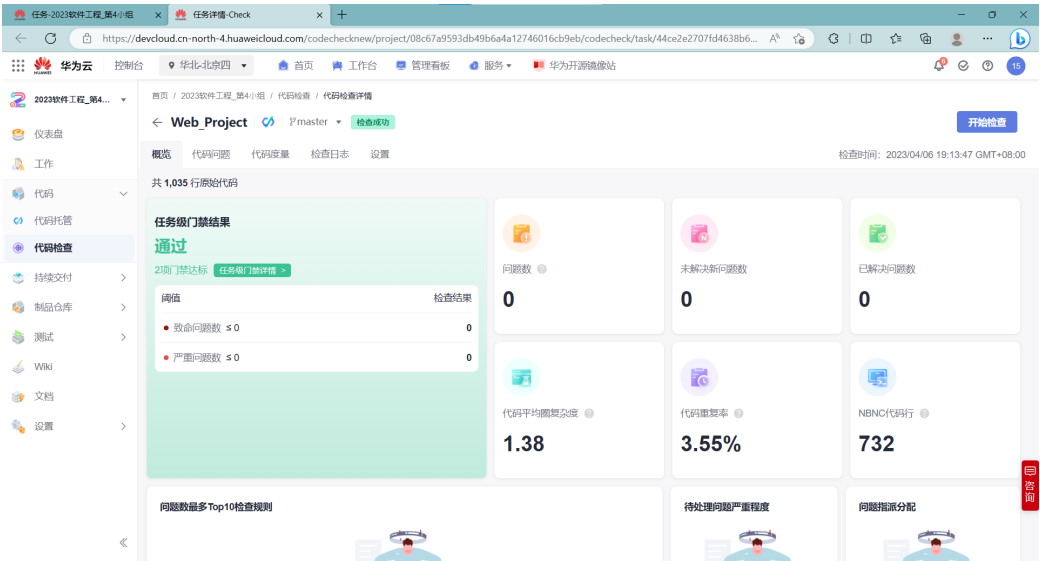 任务-2023软件工程_第4小组
任务详情-Check
https://devcloud.cn-north-4.huaweicloud.com/codechecknew/project/08c67a9593db49b6a4a12746016cb9eb/codecheck/task/44ce2e2707fd4638b6...
HUAWEI
华为云
控制台
华北-北京四
首页
工作台
管理看板
服务
华为开源镜像站
15
2023软件工程_第4...
首页 / 2023软件工程_第4小组 / 代码检查 / 代码检查详情
← Web_Project
master
检查成功
开始检查
仪表盘
工作
代码
代码托管
代码检查
持续交付
制品仓库
测试
Wiki
文档
设置
概览
代码问题
代码度量
检查日志
设置
检查时间: 2023/04/06 19:13:47 GMT+08:00
共 1,035 行原始代码
任务级门禁结果
通过
2项门禁达标 任务级门禁详情 >
阈值 检查结果
致命问题数 ≤ 0 0
严重问题数 ≤ 0 0
问题数
0
未解决新问题数
0
已解决问题数
0
代码平均圈复杂度
1.38
代码重复率
3.55%
NBNC代码行
732
问题数最多Top10检查规则
待处理问题严重程度
问题指派分配
咨询